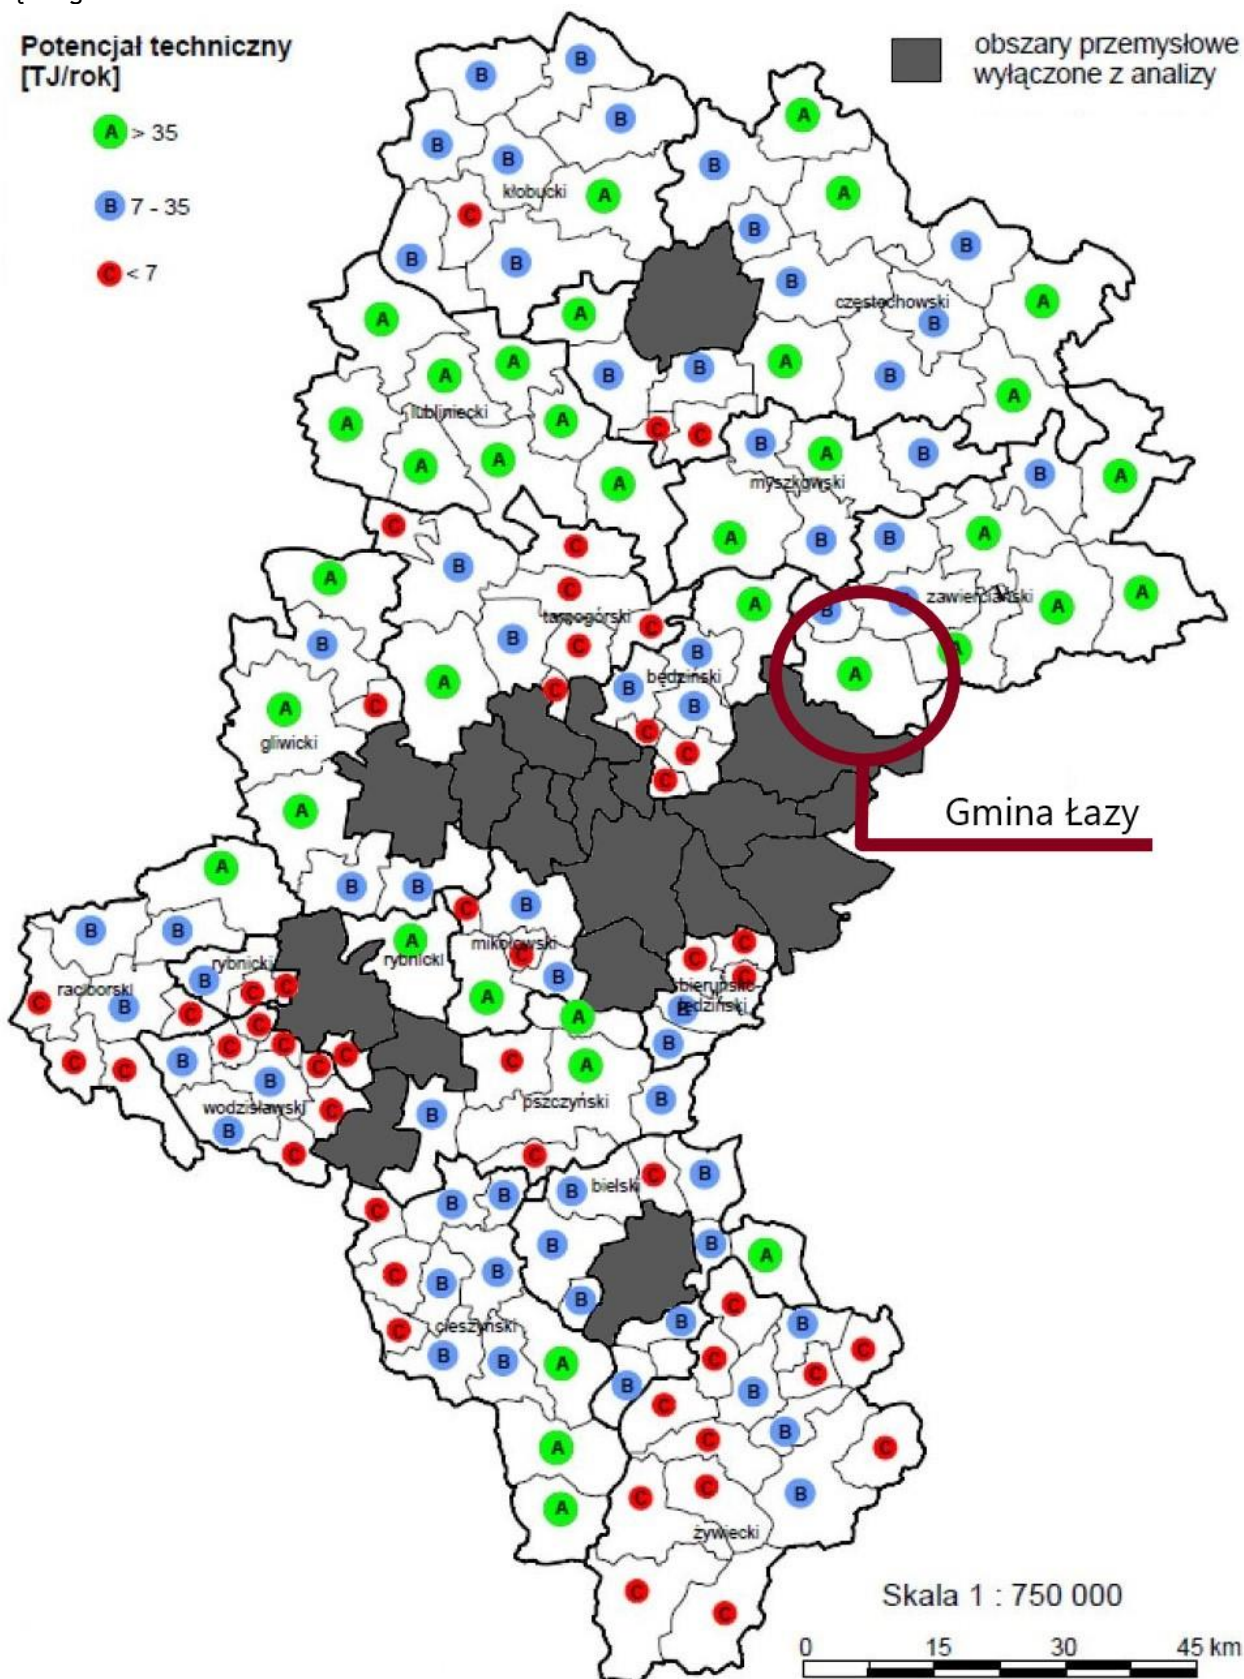 Potencjał techniczny
[TJ/rok]
A > 35
B 7 - 35
C < 7
obszary przemysłowe
wyłączone z analizy
B
B
A
B
B
B
B
kłobucki
A
A
C
B
B
B
B
B
częstochowski
A
A
A
B
B
A
A
B
B
A
B
A
lubliniecki
A
A
C
C
B
A
B
myszkowski
A
A
A
B
A
C
A
B
B
A
C
B
A
C
A
zawierciański
A
A
B
B
tarnogórski
C
B
C
B
B
A
będziński
A
A
B
C
B
C
A
gliwicki
C
C
C
A
Gmina Łazy
A
B
B
C
B
B
B
A
rybnicki
mikołowski
C
C
C
rybnicki
B
C
C
B
A
C
bieruńsko-
lędziński
B
raciborski
C
B
C
A
C
B
C
C
B
C
C
C
C
B
B
C
A
pszczyński
B
wodzisławski
C
B
B
C
C
B
bielski
C
B
B
B
C
B
B
A
C
B
B
B
C
C
cieszyński
B
B
B
B
A
C
C
C
B
B
C
B
C
A
C
C
B
C
C
B
A
żywiecki
C
C
Skala 1 : 750 000
0 15 30 45 km